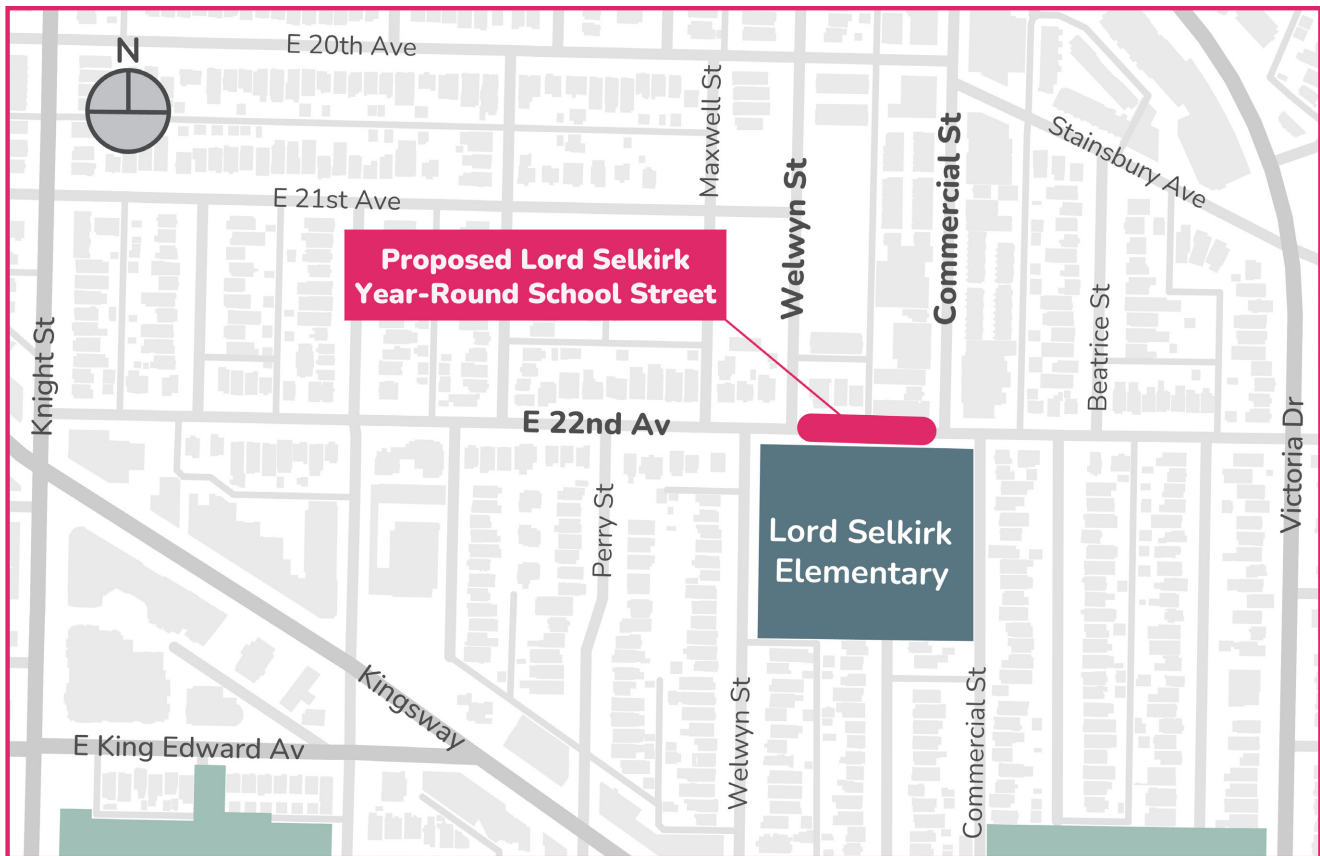 N
E 20th Ave
Maxwell St
Commercial St
Stainsbury Ave
Welwyn St
E 21st Ave
Proposed Lord Selkirk
Year-Round School Street
Beatrice St
Knight St
E 22nd Av
Victoria Dr
Perry St
Lord Selkirk
Elementary
Kingsway
Welwyn St
Commercial St
E King Edward Av